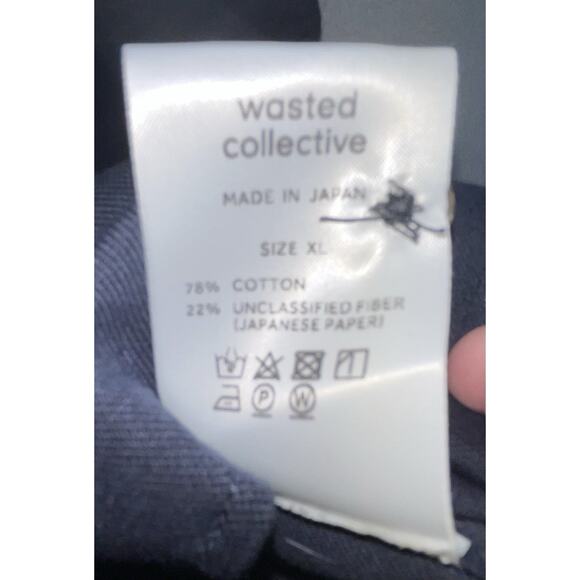 wasted
collective
MADE IN JAPAN
SIZE XL
78% COTTON
22% UNCLASSIFIED FIBER
(JAPANESE PAPER)
P W